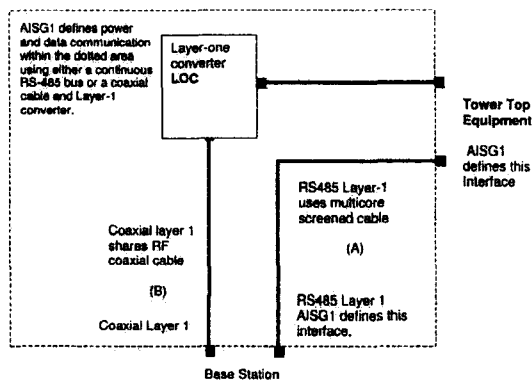 AISG1 defines power
and data communication
within the dotted area
using either a continuous
RS-485 bus or a coaxial
cable and Layer-1
converter.
Layer-one
converter
LOC
Tower Top
Equipment
AISG1
defines this
Interface
RS485 Layer-1
uses multicore
screened cable
(A)
Coaxial layer 1
shares RF
coaxial cable
(B)
Coaxial Layer 1
RS485 Layer 1
AISG1 defines this
interface.
Base Station